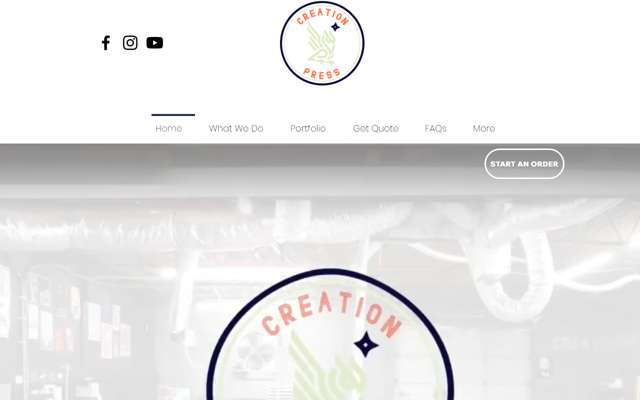 CREATION
PRESS
Home
What We Do
Portfolio
Get Quote
FAQs
More
START AN ORDER
CREATION